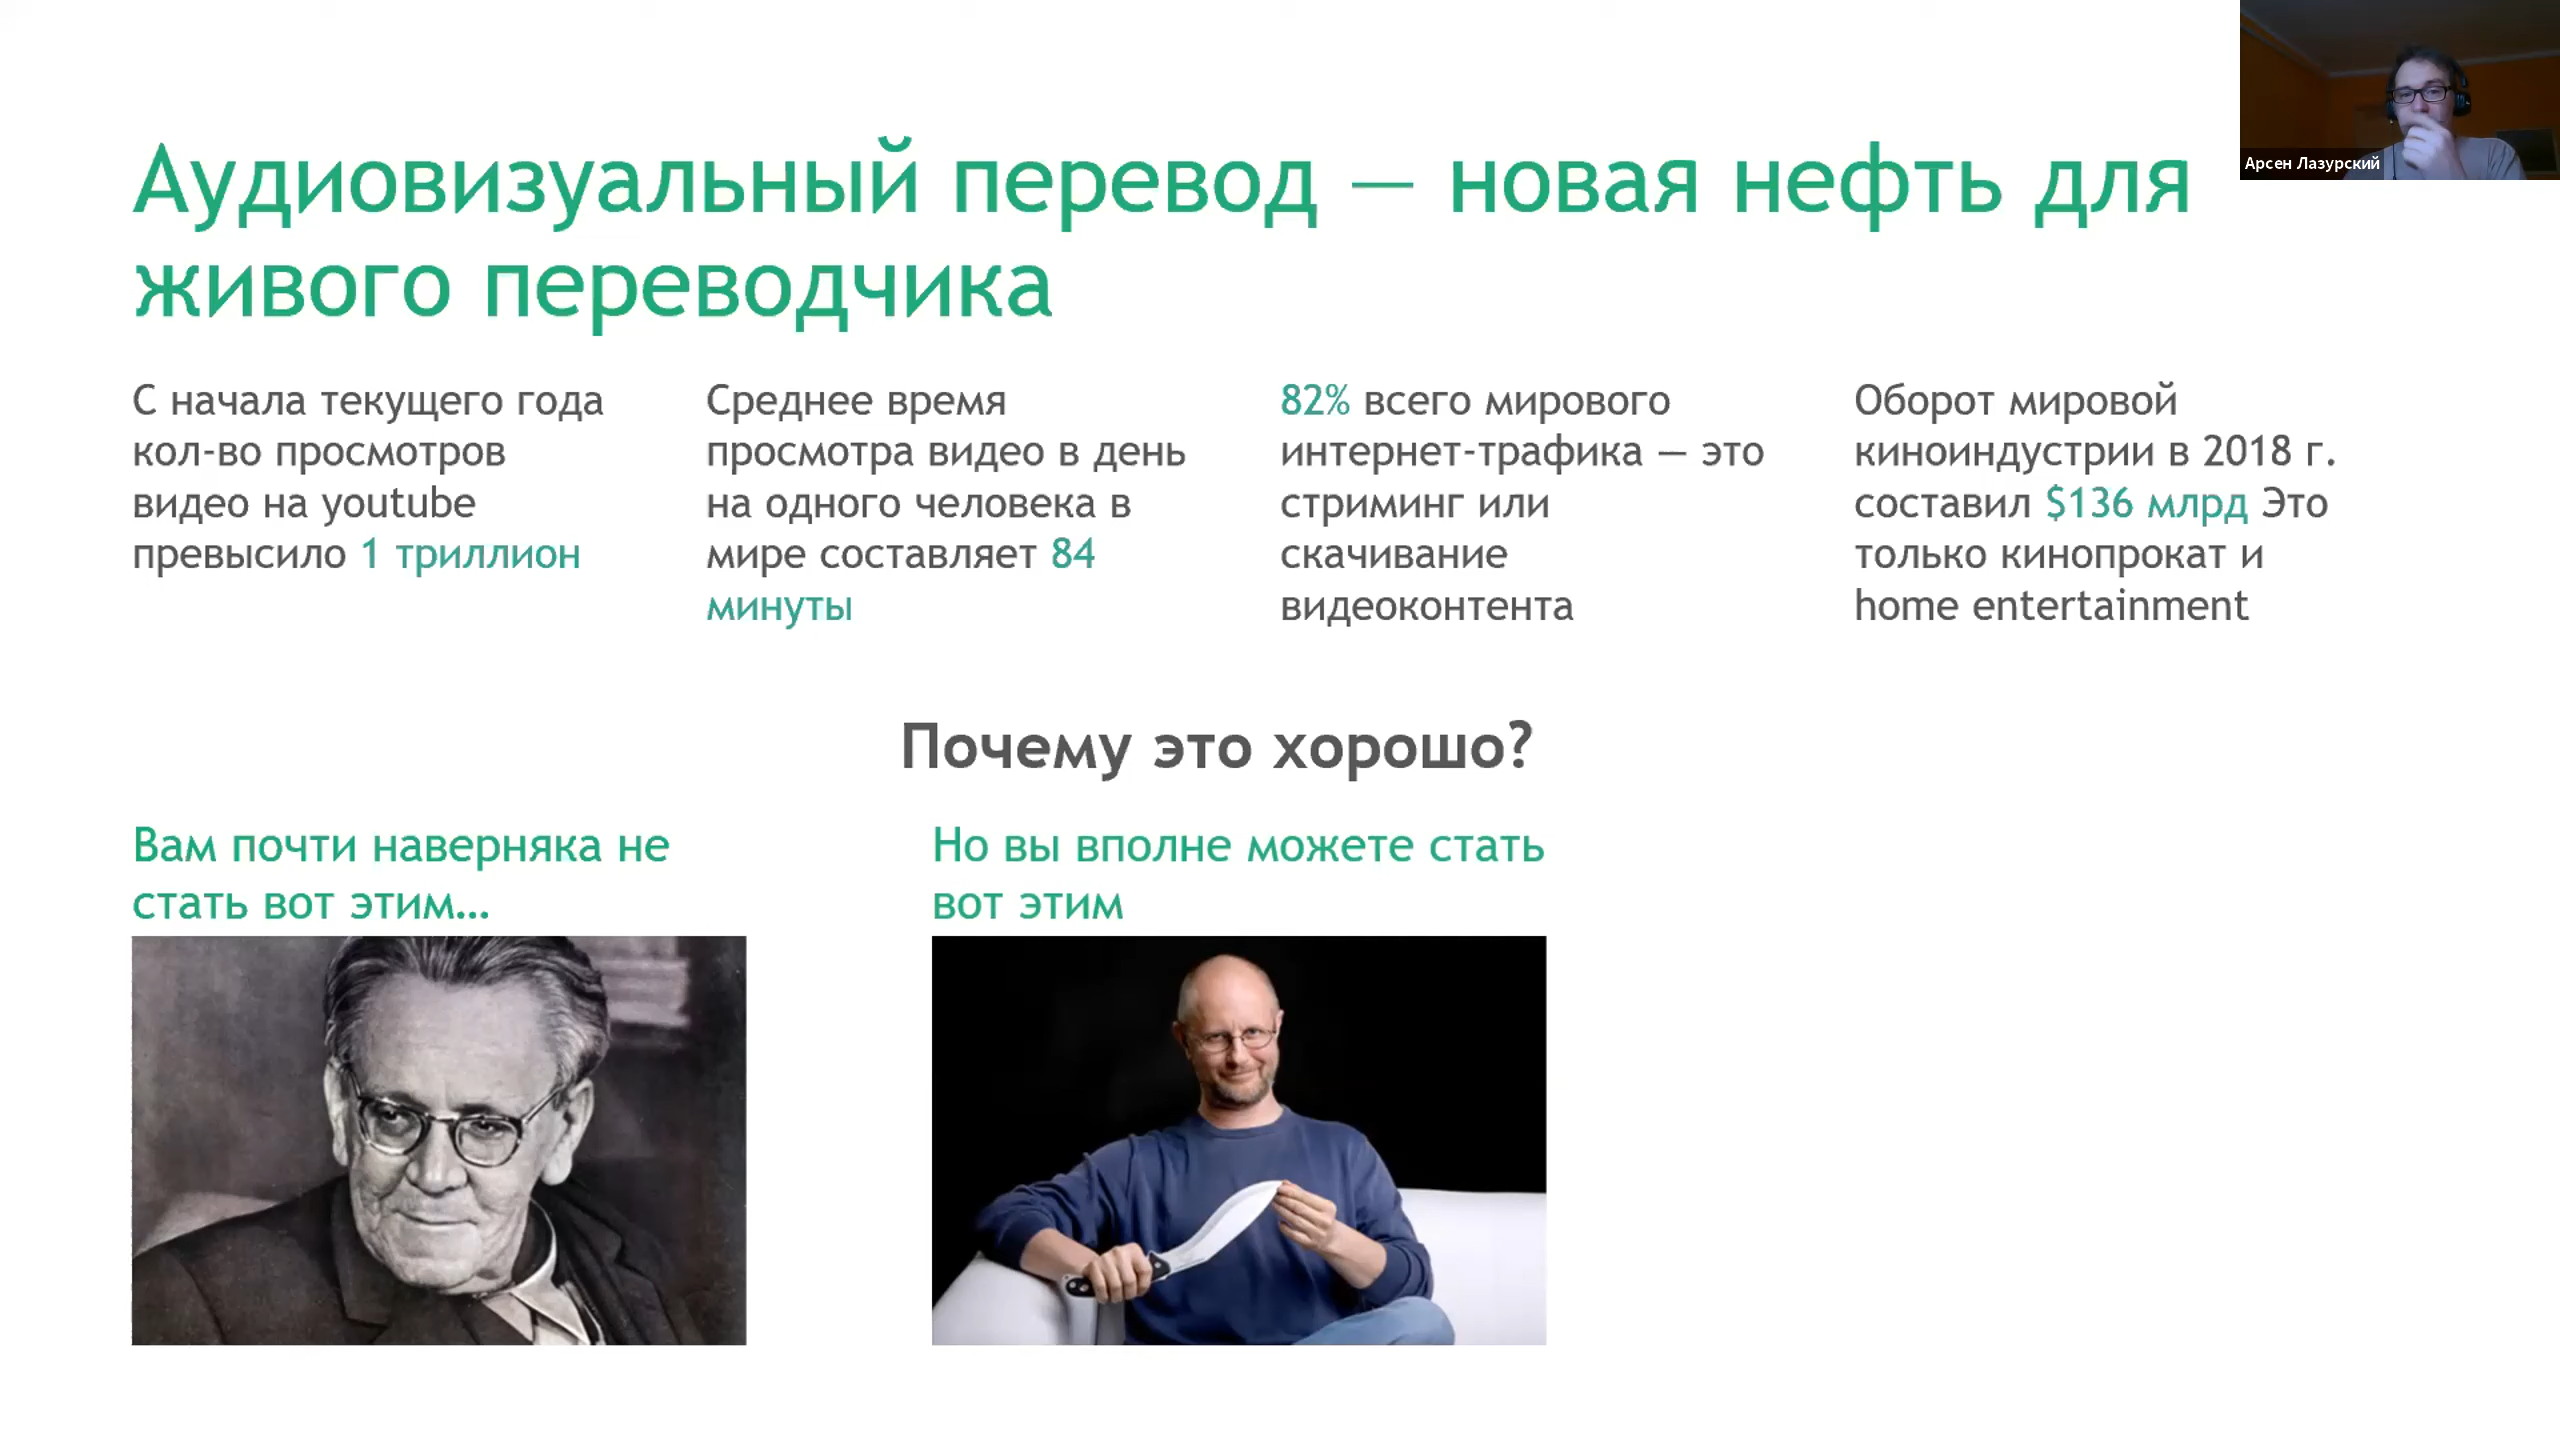 Арсен Лазурский
Аудиовизуальный перевод — новая нефть для
живого переводчика
С начала текущего года
кол-во просмотров
видео на youtube
превысило 1 триллион
Среднее время
просмотра видео в день
на одного человека в
мире составляет 84
минуты
82% всего мирового
интернет-трафика — это
стриминг или
скачивание
видеоконтента
Оборот мировой
киноиндустрии в 2018 г.
составил $136 млрд Это
только кинопрокат и
home entertainment
Почему это хорошо?
Вам почти наверняка не
стать вот этим…
Но вы вполне можете стать
вот этим